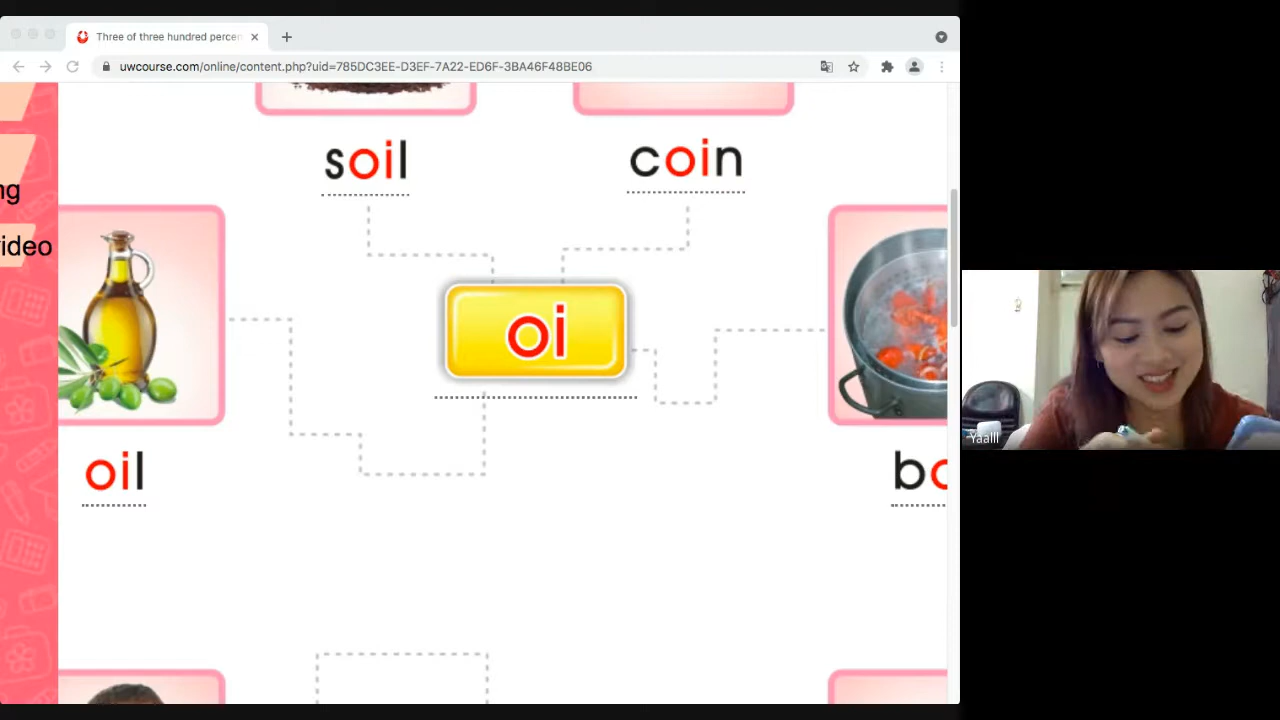 Three of three hundred percen
uwcourse.com/online/content.php?uid=785DC3EE-D3EF-7A22-ED6F-3BA46F48BE06
soil
coin
ng
ideo
oi
Yaalll
oil
bo